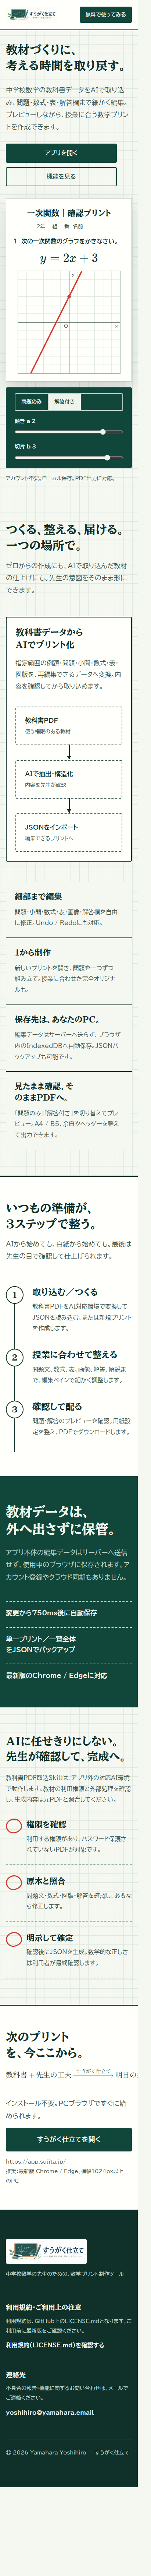 すうがく仕立て
無料で使ってみる
教材づくりに、
考える時間を取り戻す。
中学校数学の教科書データをAIで取り込
み、問題・数式・表・解答欄まで細かく編集。
プレビューしながら、授業に合う数学プリン
トを作成できます。
アプリを開く
機能を見る
一次関数｜確認プリント
2年 組 番 名前
1 次の一次関数のグラフをかきなさい。
y = 2x + 3
y
O
x
問題のみ 解答付き
傾き a 2
切片 b 3
アカウント不要。ローカル保存。PDF出力に対応。
つくる、整える、届ける。
一つの場所で。
ゼロからの作成にも、AIで取り込んだ教材
の仕上げにも。先生の意図をそのまま形に
できます。
教科書データから
AIでプリント化
指定範囲の例題・問題・小問・数式・表・
図版を、再編集できるデータへ変換。内
容を確認してから取り込めます。
教科書PDF
使う権限のある教材
AIで抽出・構造化
内容を先生が確認
JSONをインポート
編集できるプリントへ
細部まで編集
問題・小問・数式・表・画像・解答欄を自由
に修正。Undo / Redoにも対応。
1から制作
新しいプリントを開き、問題を一つずつ
組み立て。授業に合わせた完全オリジナ
ルも。
保存先は、あなたのPC。
編集データはサーバーへ送らず、ブラウザ
内のIndexedDBへ自動保存。JSONバ
ックアップも可能です。
見たまま確認、そ
のままPDFへ。
「問題のみ」「解答付き」を切り替えてプレ
ビュー。A4 / B5、余白やヘッダーを整え
て出力できます。
いつもの準備が、
3ステップで整う。
AIから始めても、白紙から始めても。最後は
先生の目で確認して仕上げられます。
1
取り込む／つくる
教科書PDFをAI対応環境で変換して
JSONを読み込む、または新規プリント
を作成します。
2
授業に合わせて整える
問題文、数式、表、画像、解答、解説ま
で、編集ペインで細かく調整します。
3
確認して配る
問題・解答のプレビューを確認。用紙設
定を整え、PDFでダウンロードします。
教材データは、
外へ出さずに保管。
アプリ本体の編集データはサーバーへ送信
せず、使用中のブラウザに保存されます。ア
カウント登録やクラウド同期もありません。
変更から750ms後に自動保存
単一プリント／一覧全体
をJSONでバックアップ
最新版のChrome / Edgeに対応
AIに任せきりにしない。
先生が確認して、完成へ。
教科書PDF取込Skillは、アプリ外の対応AI環境
で動作します。教材の利用権限と外部処理を確認
し、生成内容は元PDFと照合してください。
権限を確認
利用する権限があり、パスワード保護さ
れていないPDFが対象です。
原本と照合
問題文・数式・図版・解答を確認し、必要な
ら修正します。
明示して確定
確認後にJSONを生成。数学的な正しさ
は利用者が最終確認します。
次のプリント
を、今ここから。
教科書 + 先生の工夫 すうがく仕立て 明日の
インストール不要。PCブラウザですぐに始
められます。
すうがく仕立てを開く
https://app.sujita.jp/
推奨：最新版 Chrome / Edge、横幅1024px以上
のPC
すうがく仕立て
中学校数学の先生のための、数学プリント制作ツール
利用規約・ご利用上の注意
利用規約は、GitHub上のLICENSE.mdとなります。ご
利用前に最新版をご確認ください。
利用規約（LICENSE.md）を確認する
連絡先
不具合の報告・機能に関するお問い合わせは、メールで
ご連絡ください。
yoshihiro@yamahara.email
© 2026 Yamahara Yoshihiro すうがく仕立て